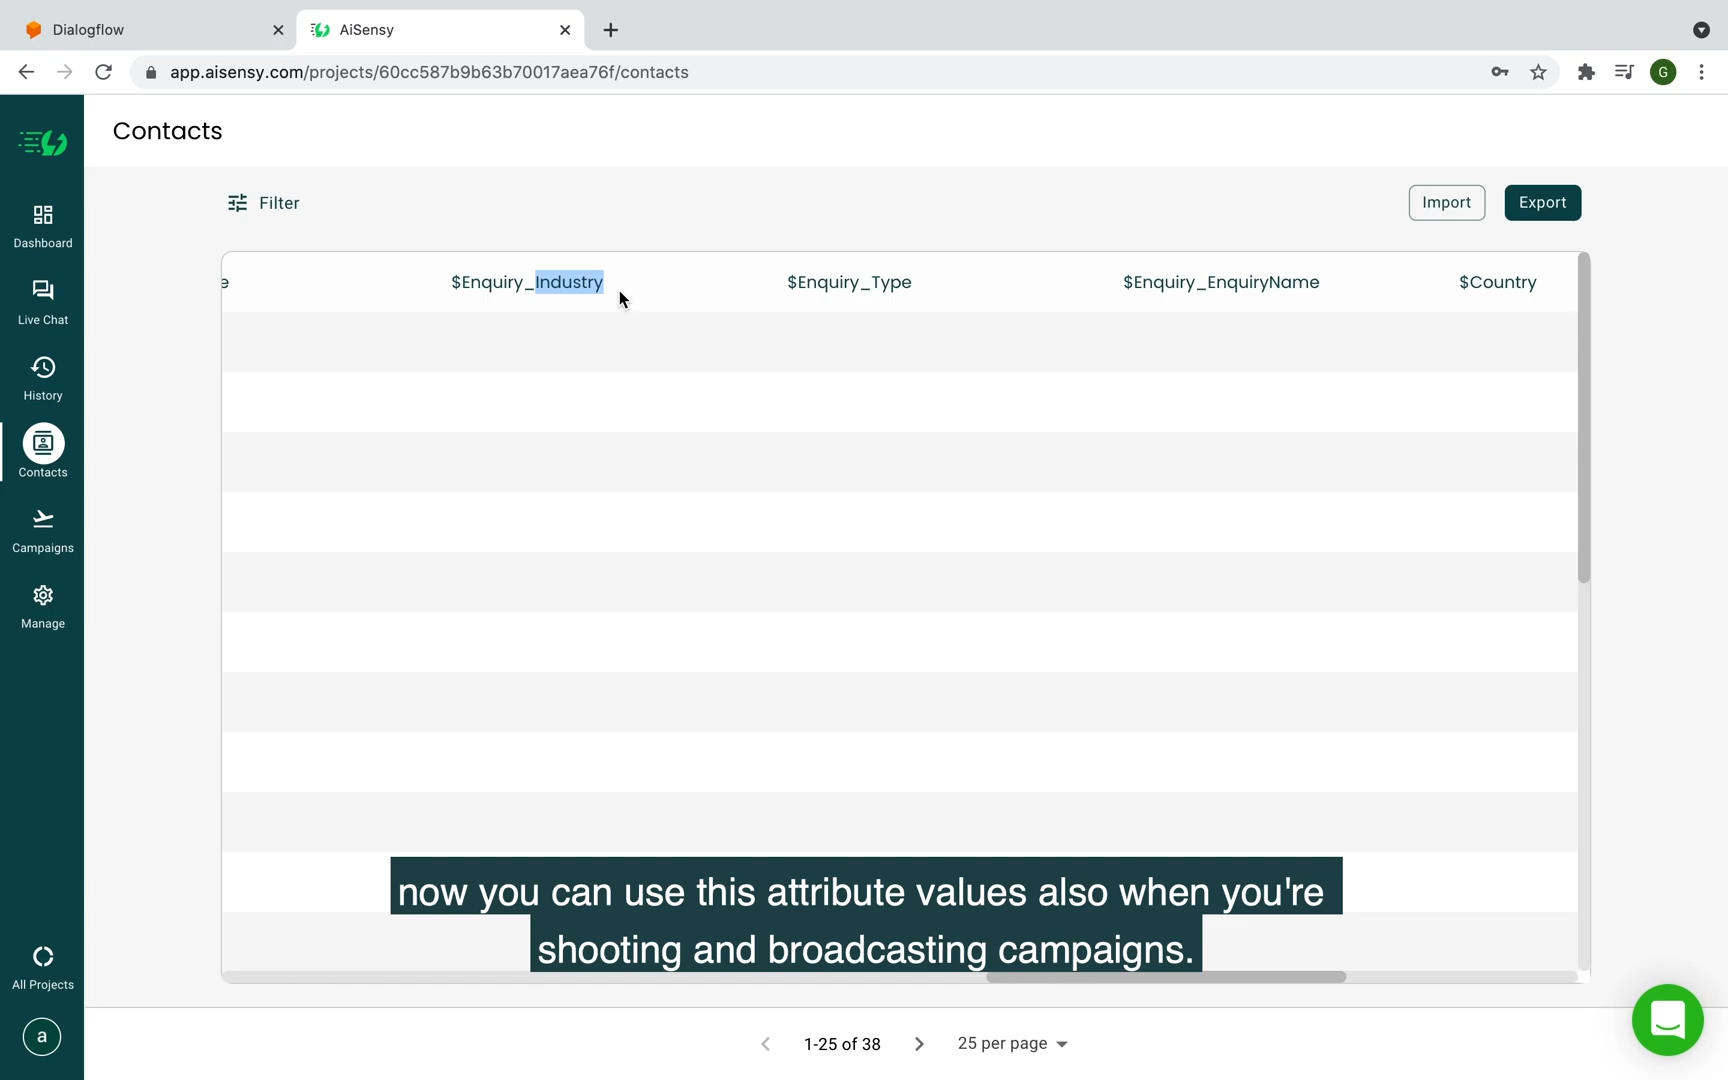 Dialogflow
AiSensy
app.aisensy.com/projects/60cc587b9b63b70017aea76f/contacts
G
Contacts
Filter
Import
Export
Dashboard
Live Chat
History
Contacts
Campaigns
Manage
All Projects
a
e
$Enquiry_Industry
$Enquiry_Type
$Enquiry_EnquiryName
$Country
now you can use this attribute values also when you're
shooting and broadcasting campaigns.
1-25 of 38
25 per page